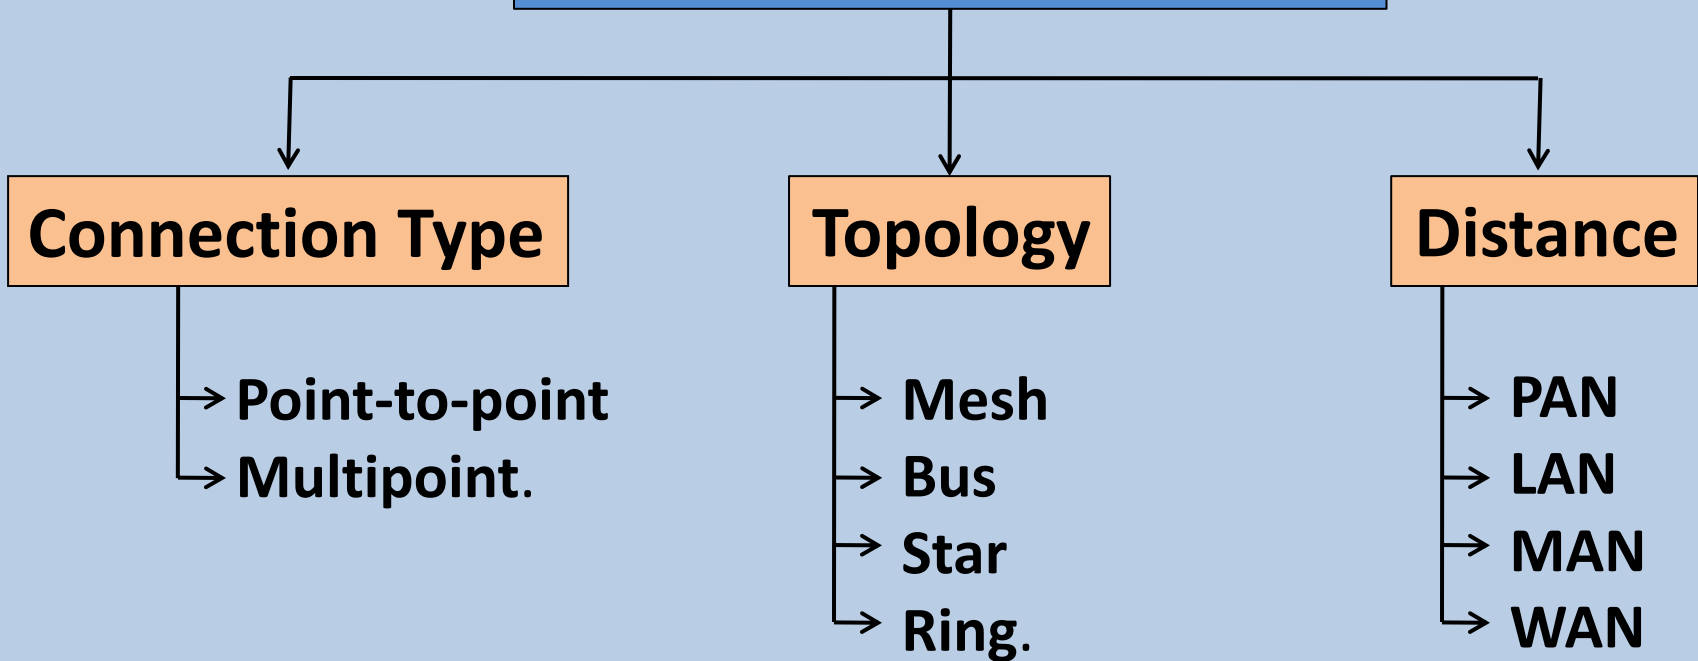 Connection Type
Topology
Distance
Point-to-point
Multipoint.
Mesh
Bus
Star
Ring.
PAN
LAN
MAN
WAN